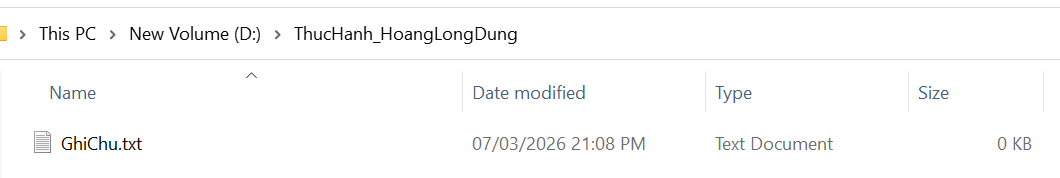 This PC > New Volume (D:) > ThucHanh_HoangLongDung
Name Date modified Type Size
GhiChu.txt 07/03/2026 21:08 PM Text Document 0 KB